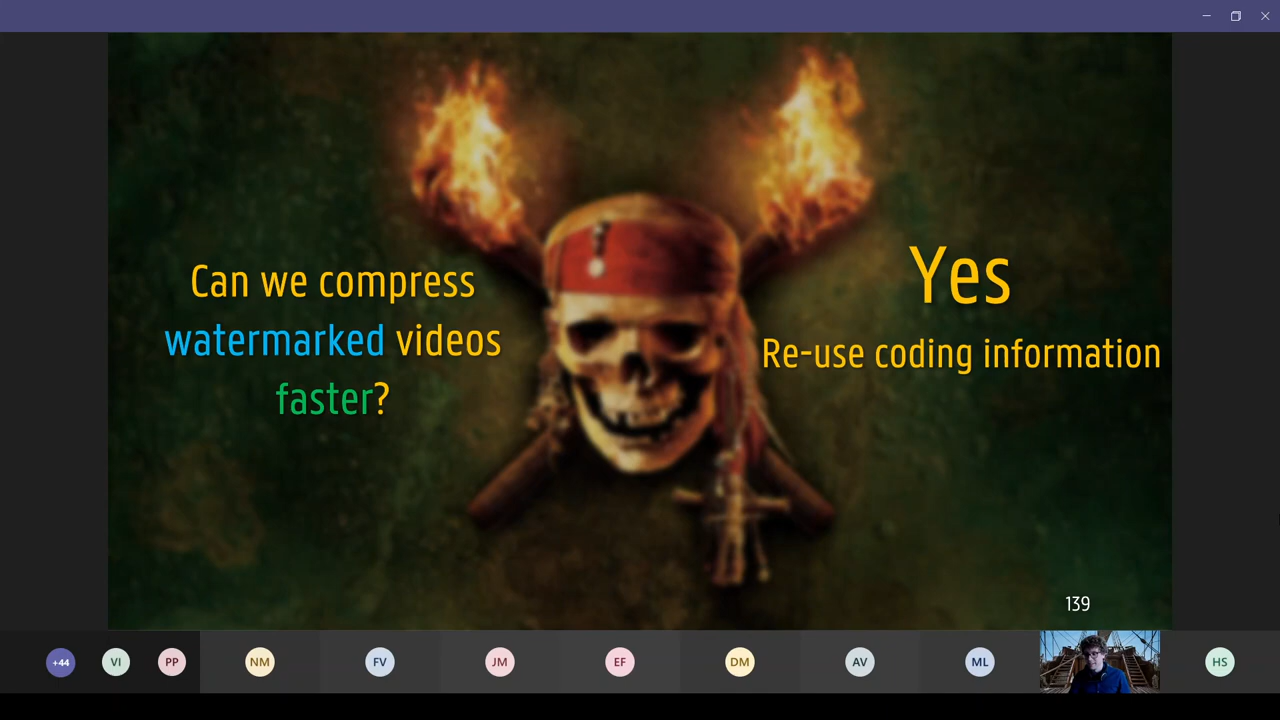 Can we compress
watermarked videos
faster?
Yes
Re-use coding information
139
+44
VI
PP
NM
FV
JM
EF
DM
AV
ML
HS